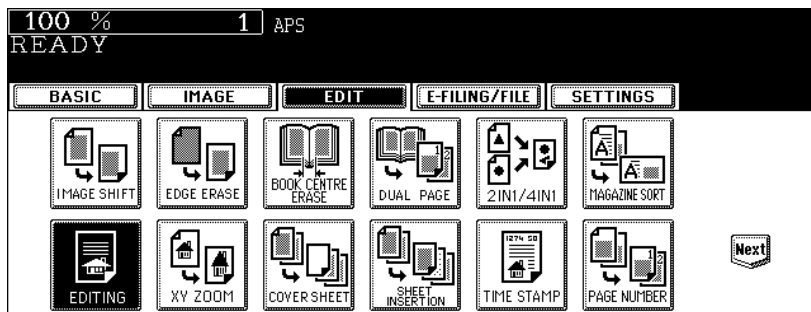 100 % 1 APS
READY
BASIC IMAGE EDIT E-FILING/FILE SETTINGS
IMAGE SHIFT EDGE ERASE BOOK CENTRE ERASE DUAL PAGE 2IN1/4IN1 MAGAZINE SORT
EDITING XY ZOOM COVER SHEET SHEET INSERTION TIME STAMP PAGE NUMBER
Next